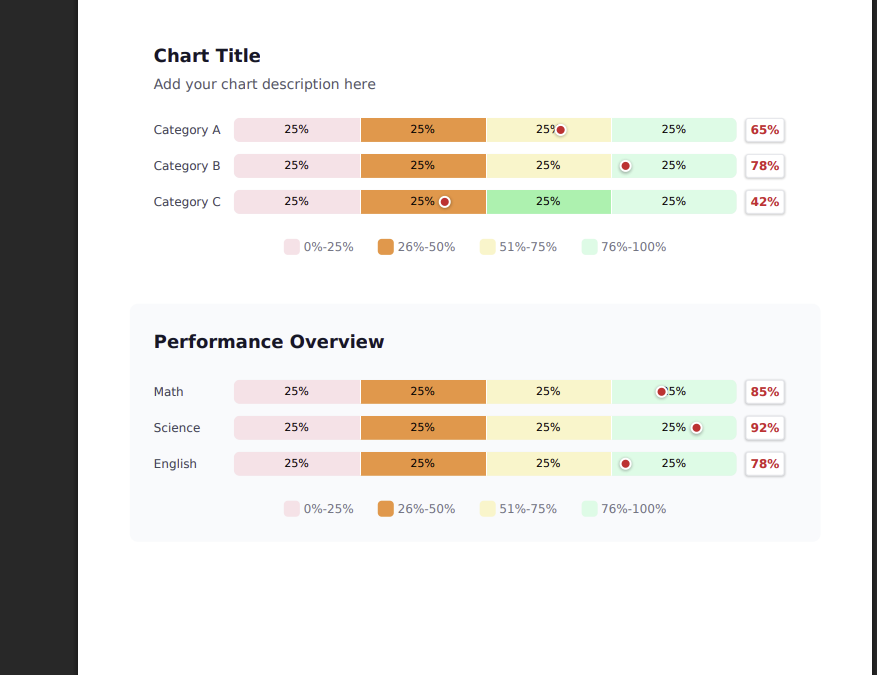 Chart Title
Add your chart description here
Category A 25% 25% 25% 25% 65%
Category B 25% 25% 25% 25% 78%
Category C 25% 25% 25% 25% 42%
0%-25% 26%-50% 51%-75% 76%-100%
Performance Overview
Math 25% 25% 25% 25% 85%
Science 25% 25% 25% 25% 92%
English 25% 25% 25% 25% 78%
0%-25% 26%-50% 51%-75% 76%-100%